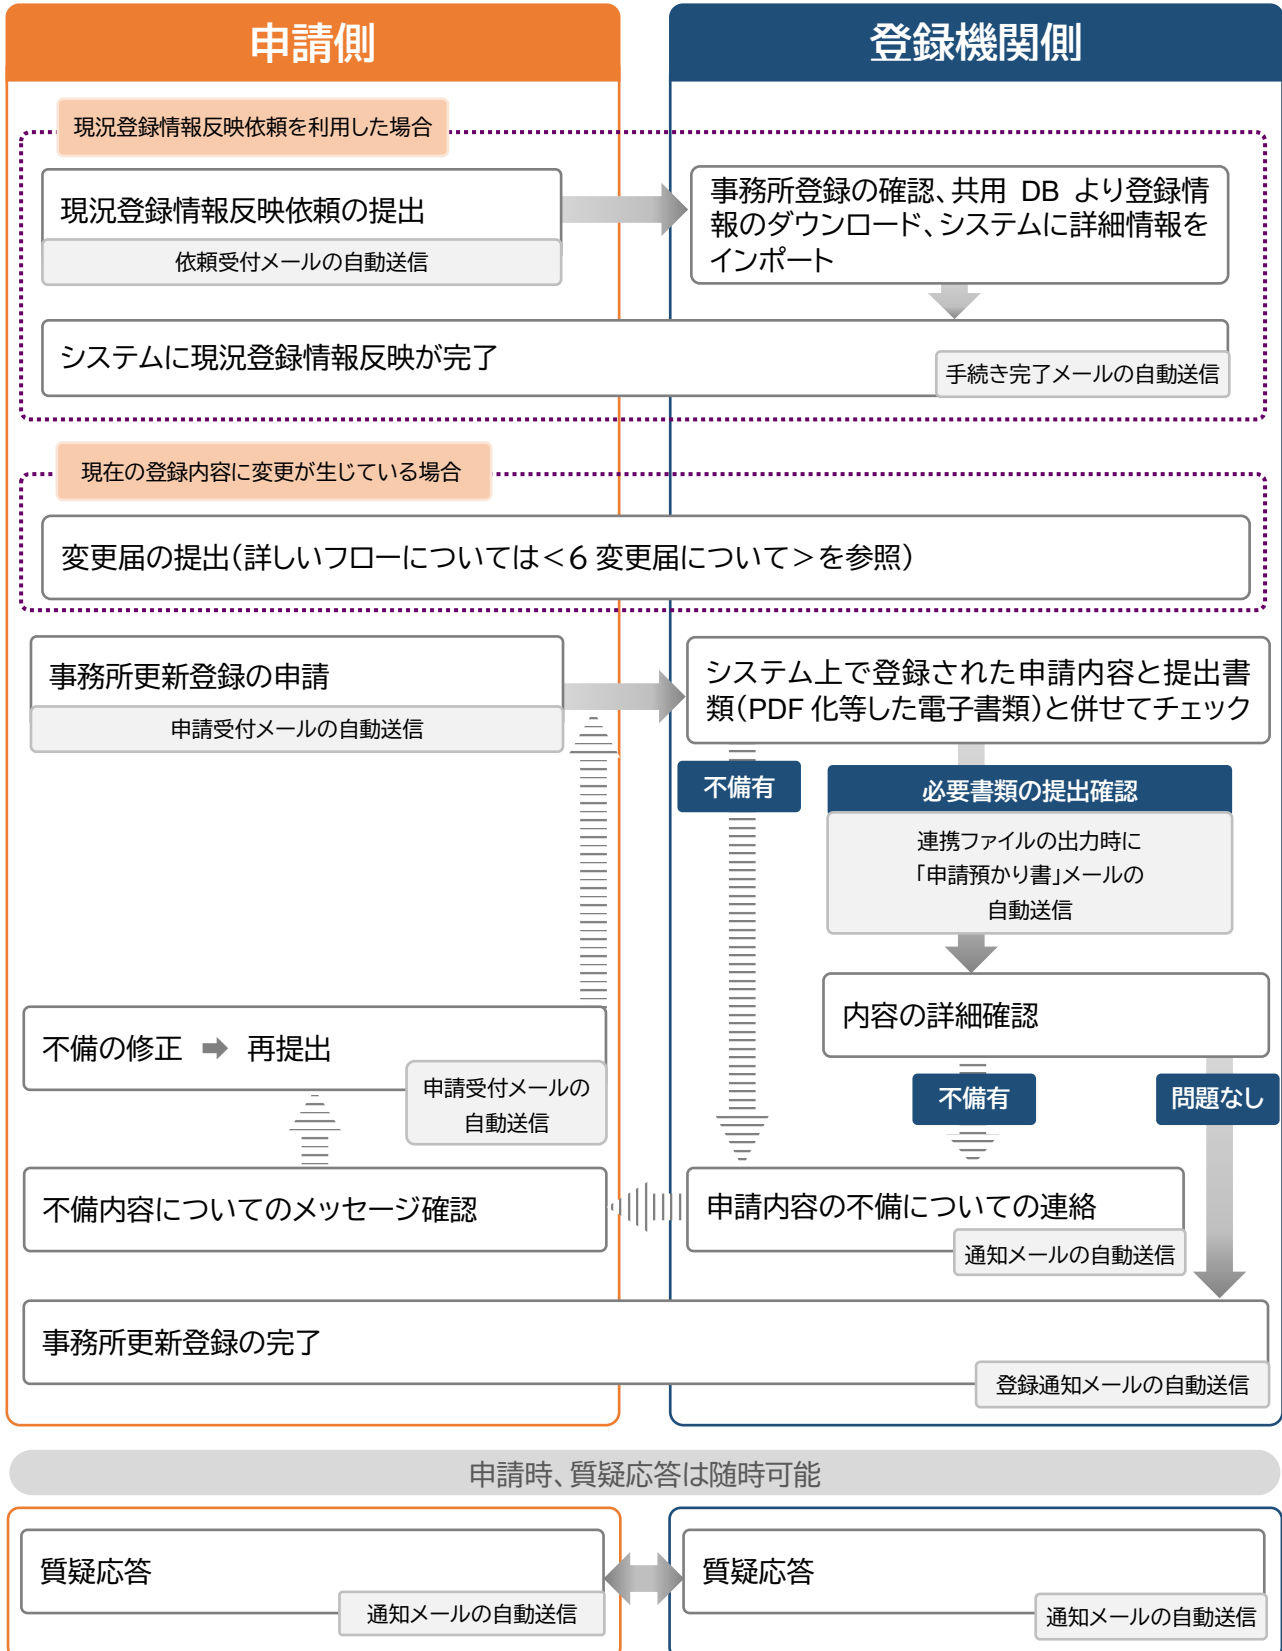 申請側
登録機関側
現況登録情報反映依頼を利用した場合
現況登録情報反映依頼の提出
依頼受付メールの自動送信
事務所登録の確認、共用 DB より登録情
報のダウンロード、システムに詳細情報を
インポート
システムに現況登録情報反映が完了
手続き完了メールの自動送信
現在の登録内容に変更が生じている場合
変更届の提出(詳しいフローについては<6 変更届について>を参照)
事務所更新登録の申請
申請受付メールの自動送信
システム上で登録された申請内容と提出書
類(PDF 化等した電子書類)と併せてチェック
不備有
必要書類の提出確認
連携ファイルの出力時に
「申請預かり書」メールの
自動送信
内容の詳細確認
不備の修正 ➡ 再提出
申請受付メールの
自動送信
不備有
問題なし
不備内容についてのメッセージ確認
申請内容の不備についての連絡
通知メールの自動送信
事務所更新登録の完了
登録通知メールの自動送信
申請時、質疑応答は随時可能
質疑応答
通知メールの自動送信
質疑応答
通知メールの自動送信